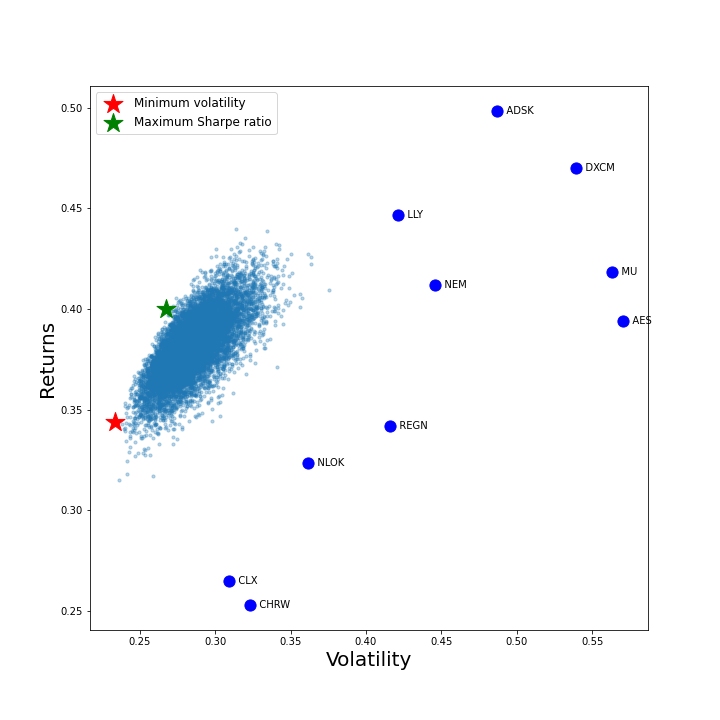 Minimum volatility
Maximum Sharpe ratio
0.50
ADSK
DXCM
0.45
LLY
MU
NEM
0.40
AES
Returns
0.35
REGN
NLOK
0.30
CLX
CHRW
0.25
0.25 0.30 0.35 0.40 0.45 0.50 0.55
Volatility